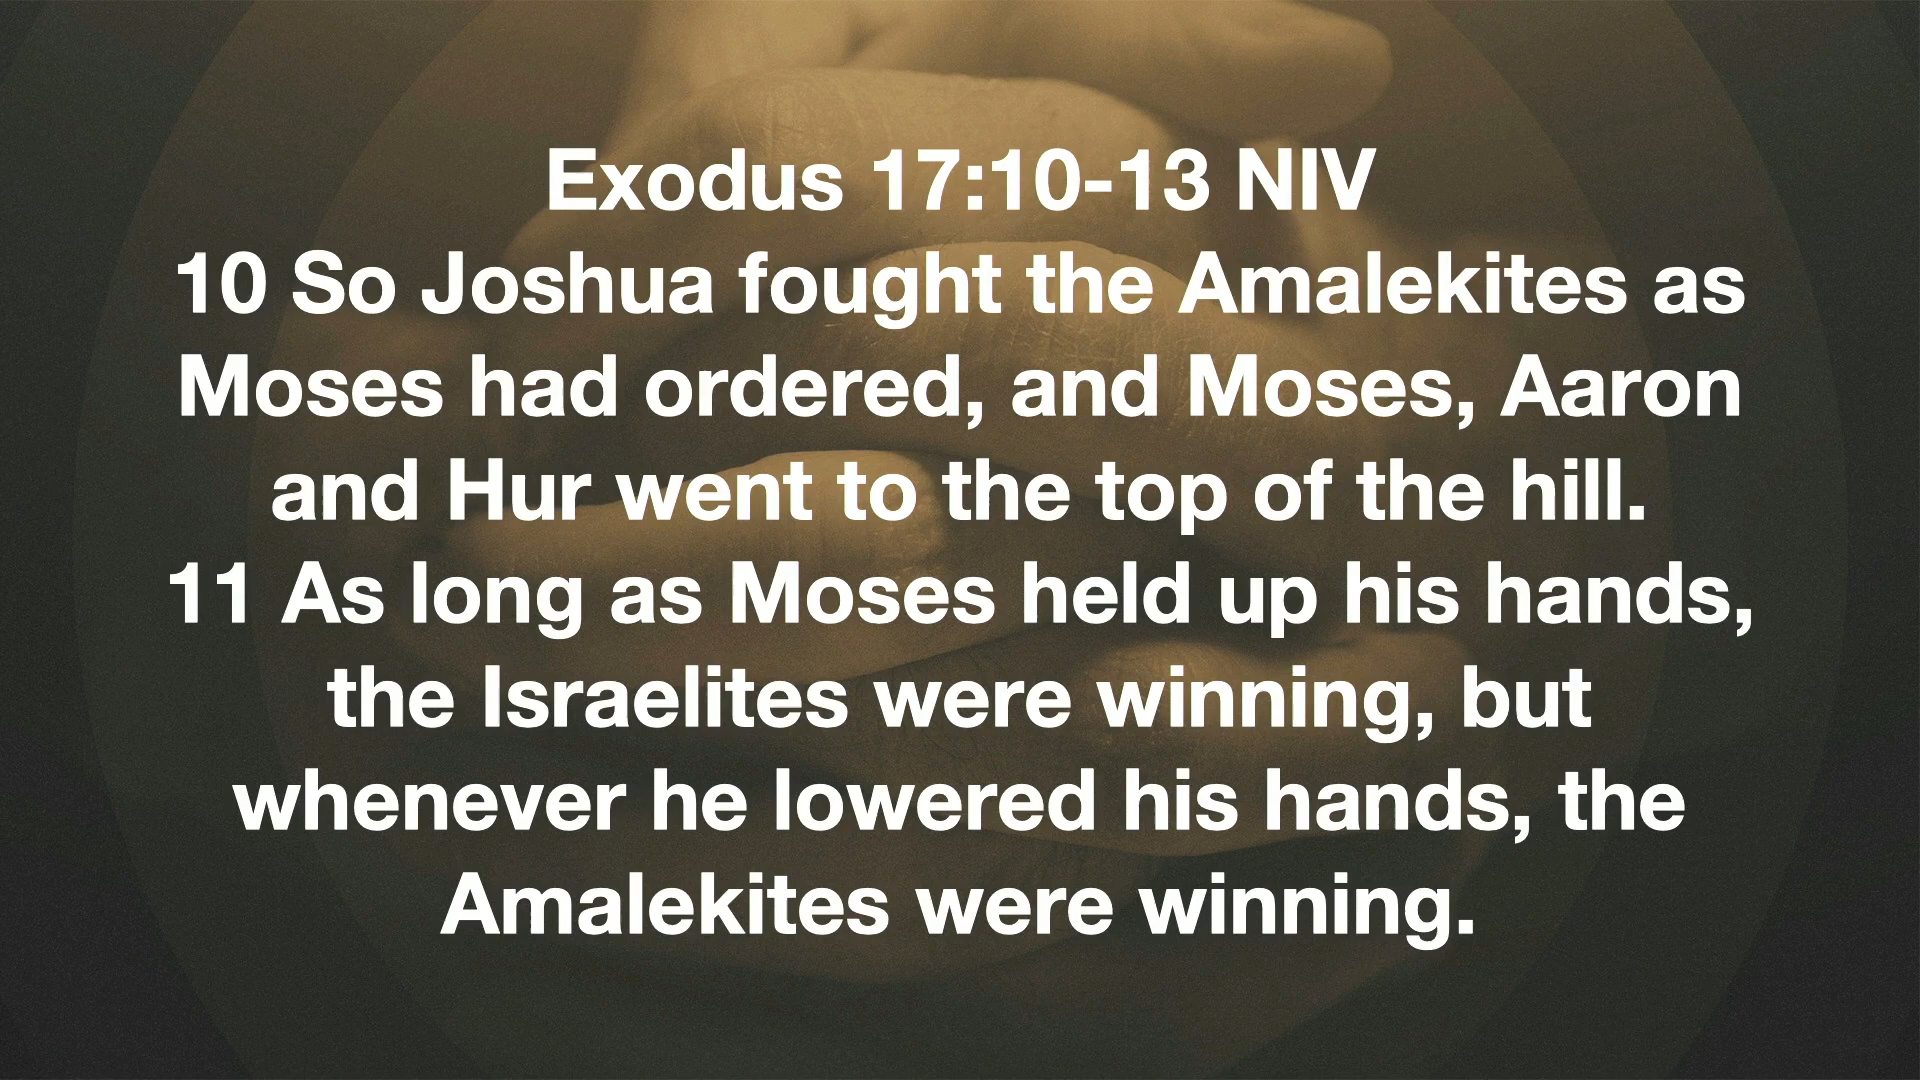 Exodus 17:10-13 NIV
10 So Joshua fought the Amalekites as
Moses had ordered, and Moses, Aaron
and Hur went to the top of the hill.
11 As long as Moses held up his hands,
the Israelites were winning, but
whenever he lowered his hands, the
Amalekites were winning.